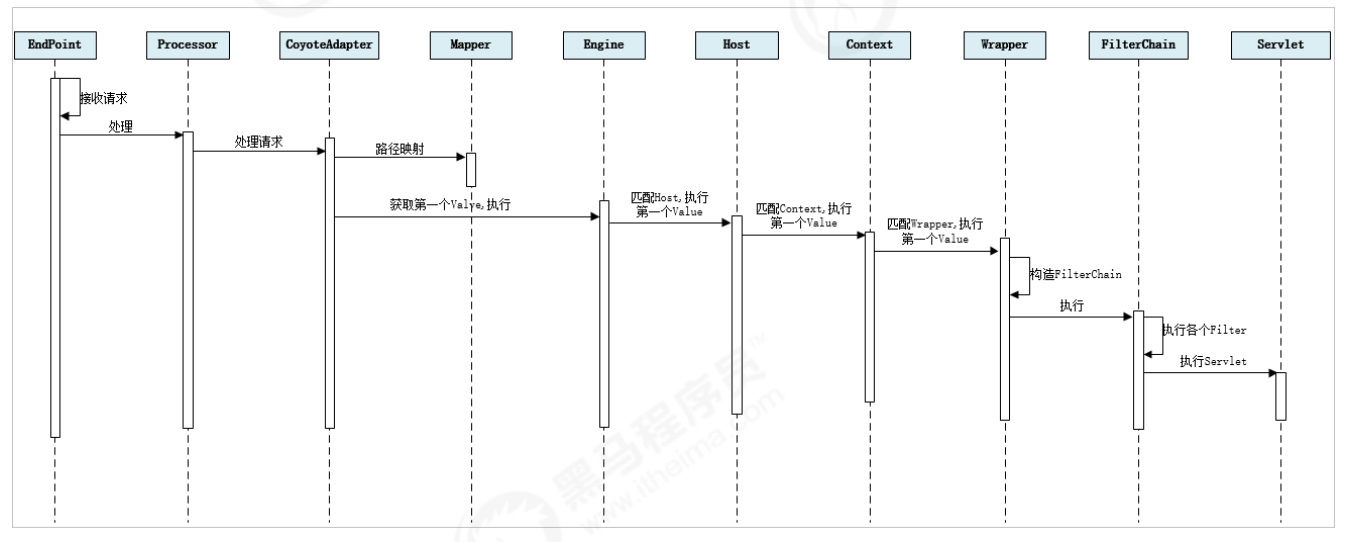 EndPoint
Processor
CoyoteAdapter
Mapper
Engine
Host
Context
Wrapper
FilterChain
Servlet
接收请求
处理
处理请求
路径映射
获取第一个Valve,执行
匹配Host,执行
第一个Value
匹配Context,执行
第一个Value
匹配Wrapper,执行
第一个Value
构造FilterChain
执行
执行各个Filter
执行Servlet
黑马程序员™
www.itheima.com